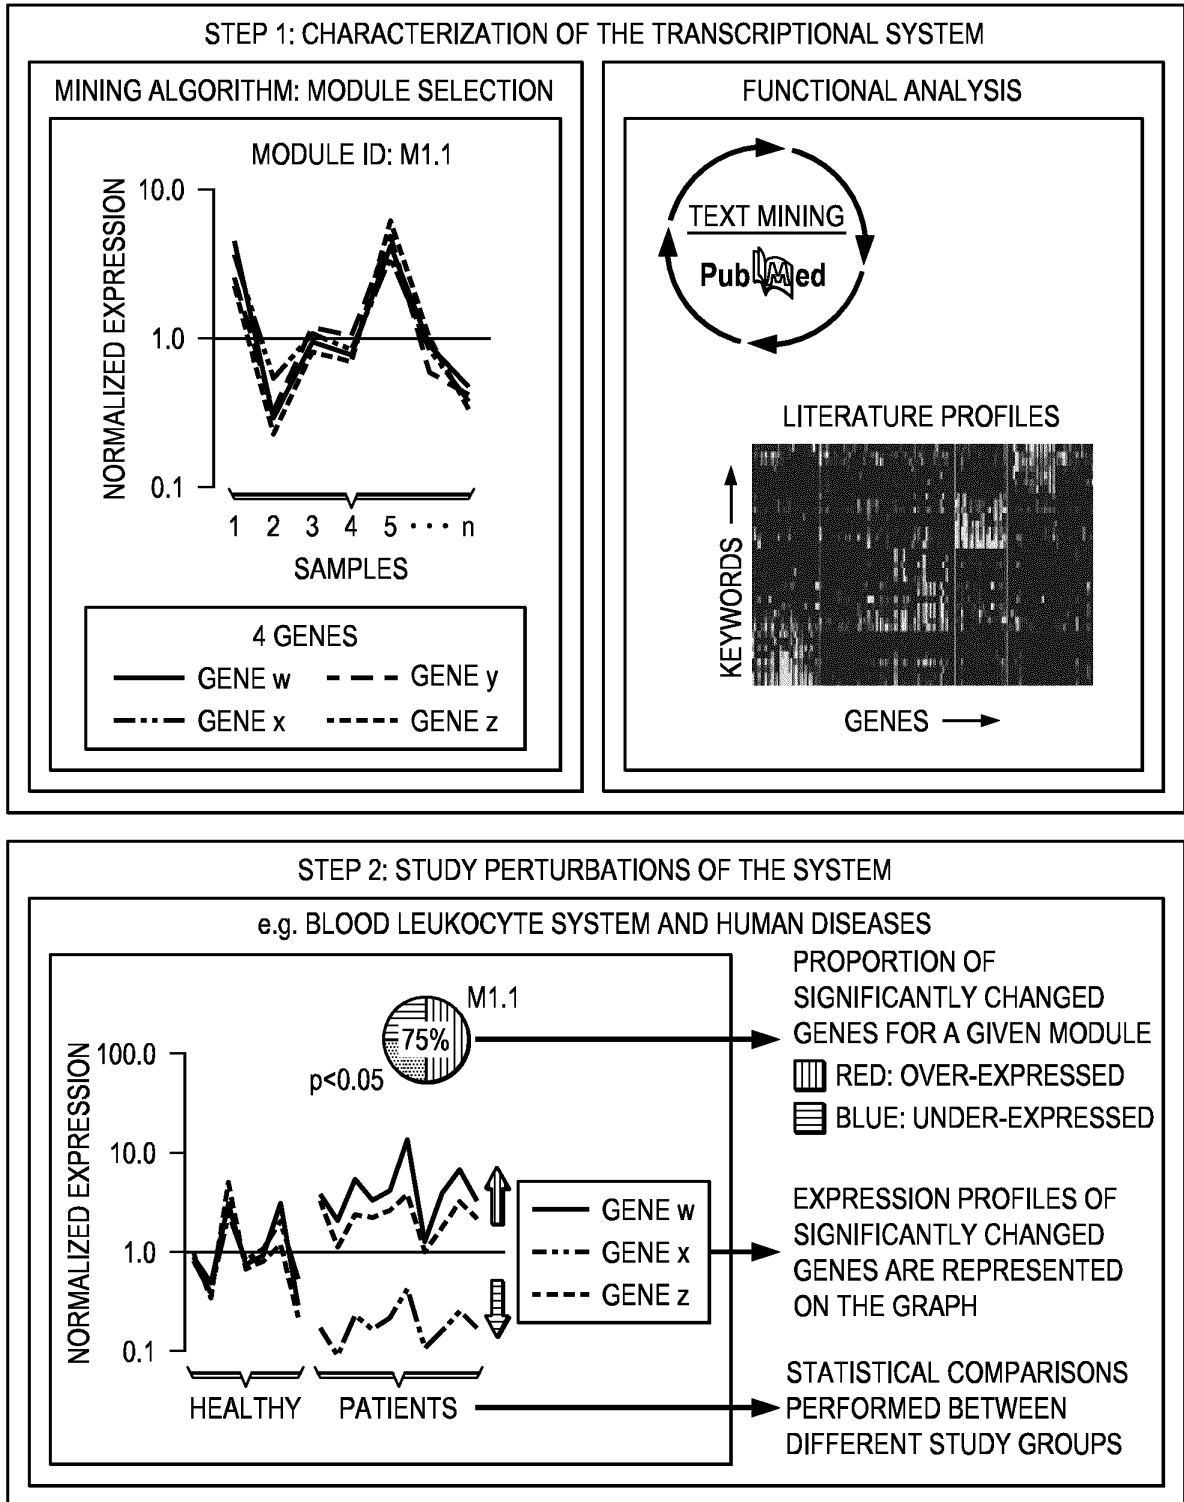 STEP 1: CHARACTERIZATION OF THE TRANSCRIPTIONAL SYSTEM
MINING ALGORITHM: MODULE SELECTION
MODULE ID: M1.1
NORMALIZED EXPRESSION
10.0
1.0
0.1
1 2 3 4 5 ··· n
SAMPLES
4 GENES
GENE w
GENE y
GENE x
GENE z
FUNCTIONAL ANALYSIS
TEXT MINING
PubMed
LITERATURE PROFILES
KEYWORDS
GENES
STEP 2: STUDY PERTURBATIONS OF THE SYSTEM
e.g. BLOOD LEUKOCYTE SYSTEM AND HUMAN DISEASES
M1.1
75%
p<0.05
NORMALIZED EXPRESSION
100.0
10.0
1.0
0.1
HEALTHY
PATIENTS
GENE w
GENE x
GENE z
PROPORTION OF
SIGNIFICANTLY CHANGED
GENES FOR A GIVEN MODULE
RED: OVER-EXPRESSED
BLUE: UNDER-EXPRESSED
EXPRESSION PROFILES OF
SIGNIFICANTLY CHANGED
GENES ARE REPRESENTED
ON THE GRAPH
STATISTICAL COMPARISONS
PERFORMED BETWEEN
DIFFERENT STUDY GROUPS